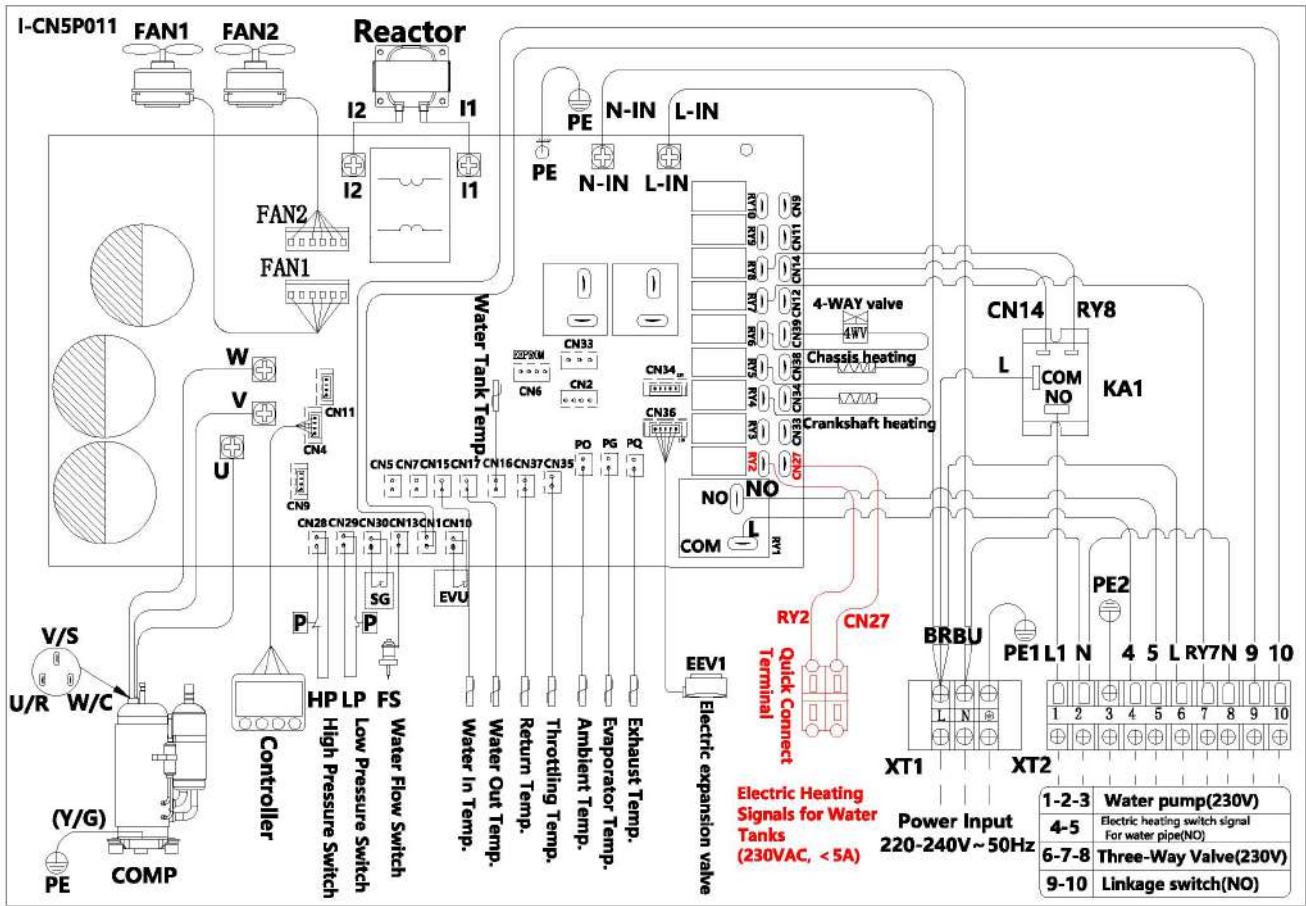 I-CN5P011
FAN1
FAN2
Reactor
I2
I1
PE
N-IN
L-IN
I2
I1
PE
N-IN
L-IN
FAN2
FAN1
RY10
CN9
RY9
CN11
RY8
CN14
RY7
CN12
RY6
CN39
RY5
CN38
RY4
CN34
RY3
CN33
RY2
CN27
4-WAY valve
4WV
Chassis heating
Crankshaft heating
CN14
RY8
L
COM
NO
KA1
W
V
U
CN11
CN4
CN9
Water Tank Temp.
EEPROM
CN6
CN33
CN2
CN34
CN36
CN5
CN7
CN15
CN17
CN16
CN37
CN35
PO
PG
PQ
CN28
CN29
CN30
CN13
CN1
CN10
NO
NO
L
COM
RY1
SG
EVU
P
P
V/S
U/R
W/C
(Y/G)
PE
COMP
Controller
HP
LP
FS
High Pressure Switch
Low Pressure Switch
Water Flow Switch
Water In Temp.
Water Out Temp.
Return Temp.
Throttling Temp.
Ambient Temp.
Evaporator Temp.
Exhaust Temp.
EEV1
Electric expansion valve
RY2
CN27
Quick Connect
Terminal
Electric Heating
Signals for Water
Tanks
(230VAC, < 5A)
BR
BU
PE1
PE2
L1
N
4
5
L
RY7
N
9
10
L
N
1
2
3
4
5
6
7
8
9
10
XT1
XT2
Power Input
220-240V~50Hz
1-2-3 Water pump(230V)
4-5 Electric heating switch signal
For water pipe(NO)
6-7-8 Three-Way Valve(230V)
9-10 Linkage switch(NO)